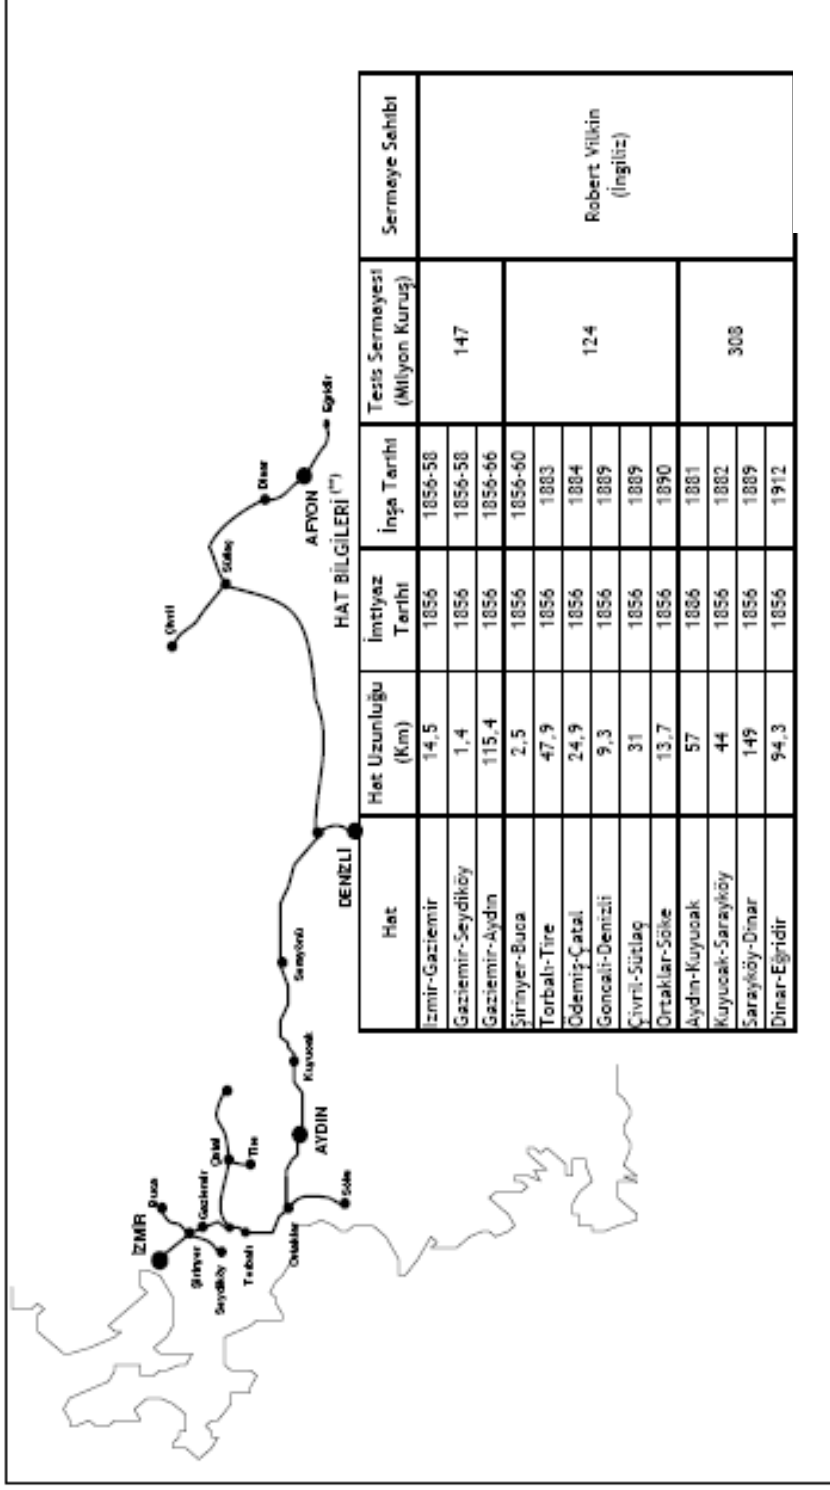 İZMİR
Buca
Şirinyer
Gaziemir
Seydiköy
Torbalı
Çatal
Tire
Ortaklar
Söke
AYDIN
Kuyucak
Sarayönü
DENİZLİ
Çivril
Sütlaç
Dinar
AFYON
Eğridir
HAT BİLGİLERİ (**)
Hat Hat Uzunluğu (Km) İmtiyaz Tarihi İnşa Tarihi Tesis Sermayesi (Milyon Kuruş) Sermaye Sahibi
İzmir-Gaziemir 14,5 1856 1856-58 147 Robert Vilkin (İngiliz)
Gaziemir-Seydiköy 1,4 1856 1856-58
Gaziemir-Aydın 115,4 1856 1856-66
Şirinyer-Buca 2,5 1856 1856-60 124
Torbalı-Tire 47,9 1856 1883
Ödemiş-Çatal 24,9 1856 1884
Goncali-Denizli 9,3 1856 1889
Çivril-Sütlaç 31 1856 1889
Ortaklar-Söke 13,7 1856 1890
Aydın-Kuyucak 57 1886 1881 308
Kuyucak-Sarayköy 44 1856 1882
Sarayköy-Dinar 149 1856 1889
Dinar-Eğridir 94,3 1856 1912